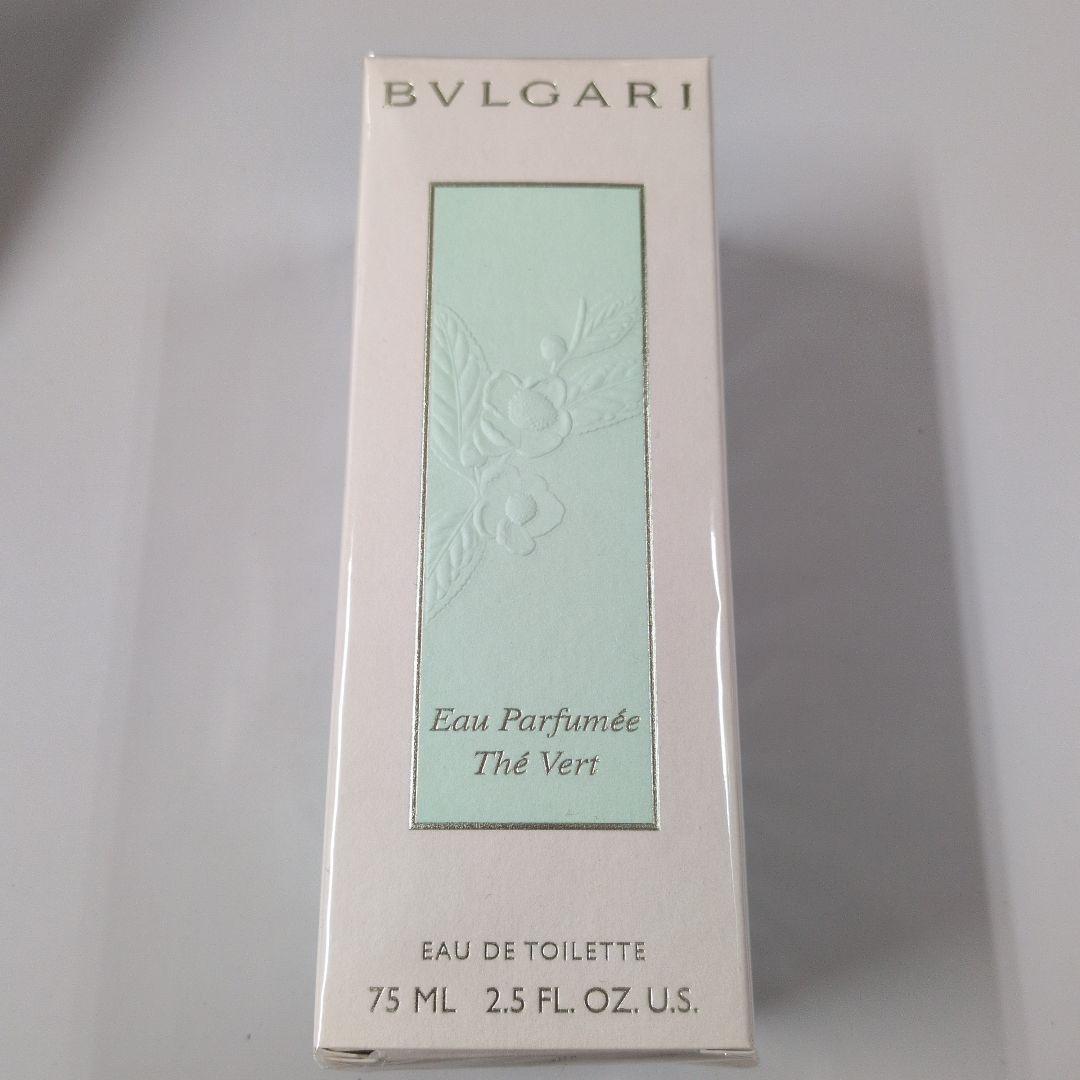 BVLGARI
Eau Parfumée
Thé Vert
EAU DE TOILETTE
75 ML 2.5 FL. OZ. U.S.